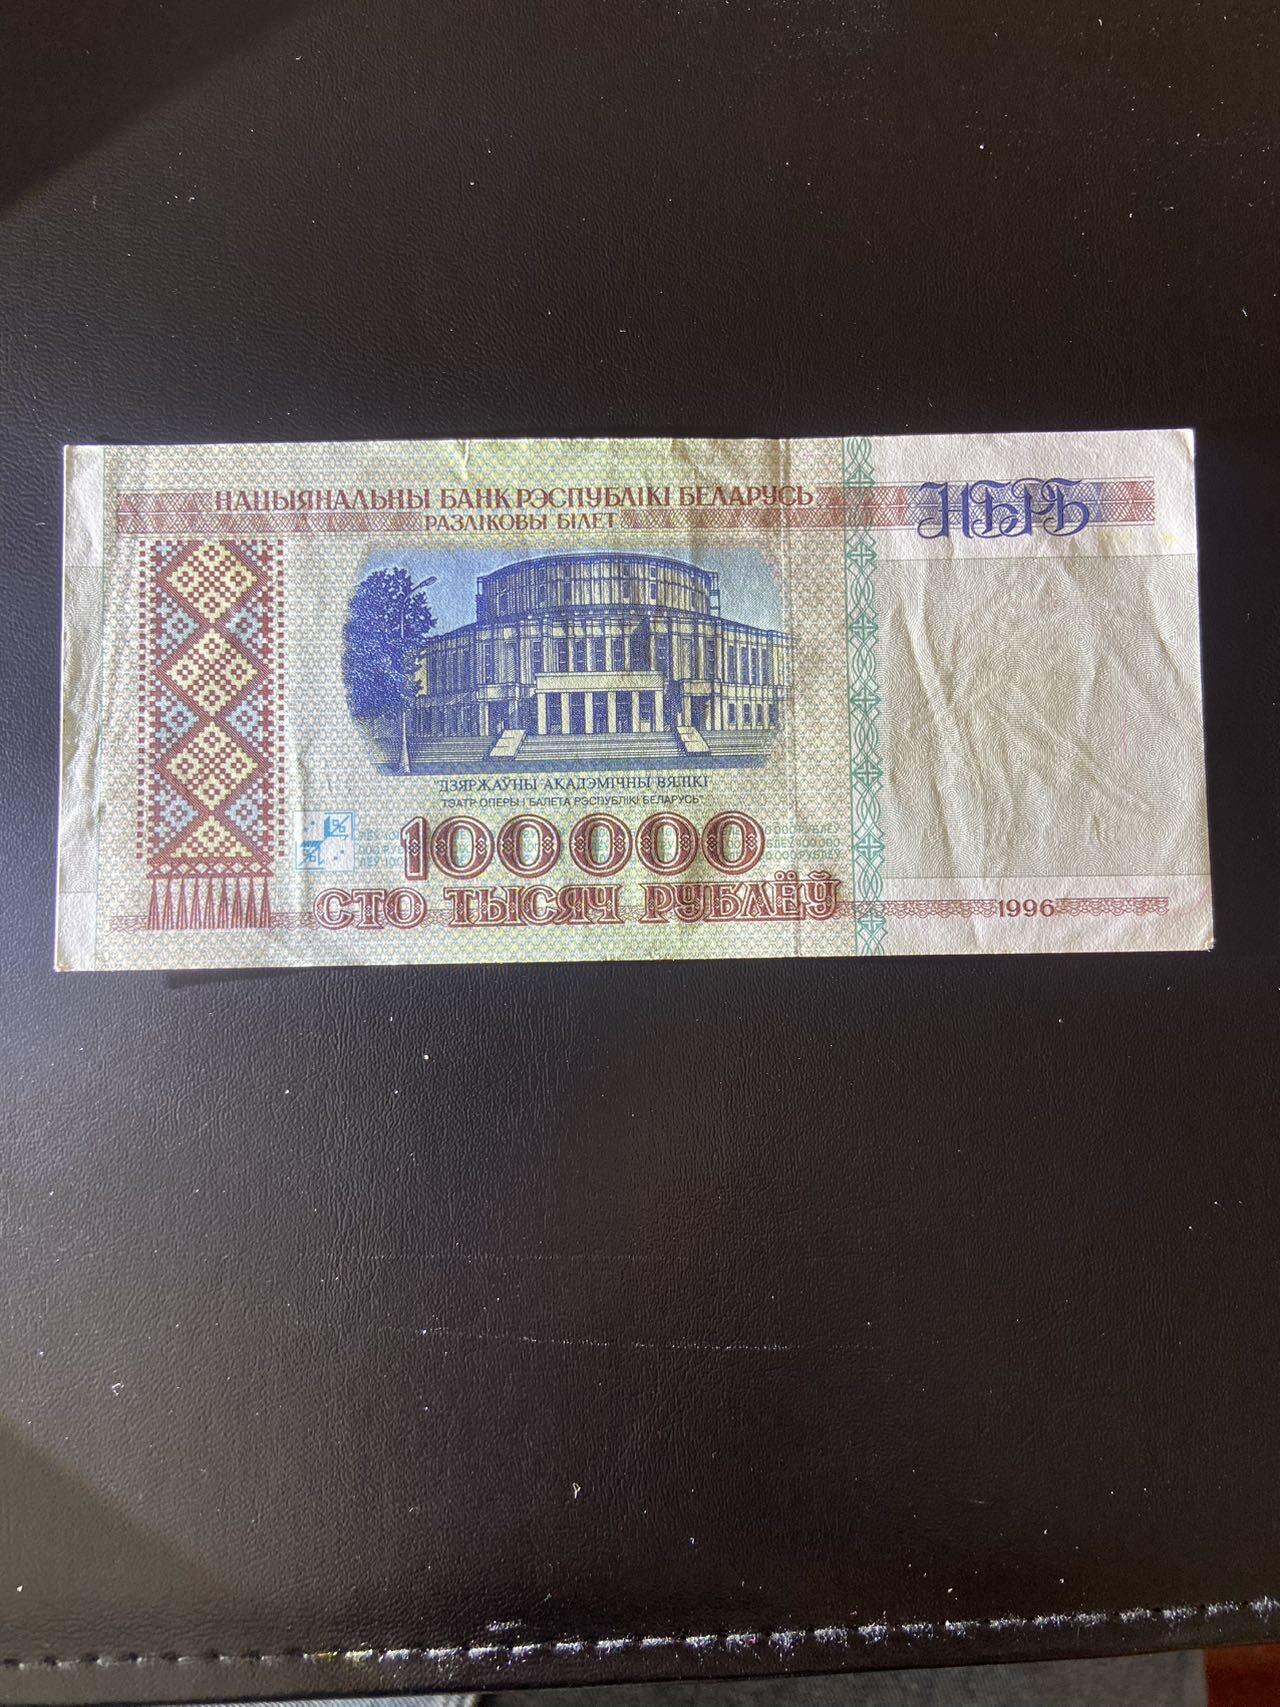 НАЦЫЯНАЛЬНЫ БАНК РЭСПУБЛІКІ БЕЛАРУСЬ
РАЗЛІКОВЫ БІЛЕТ
НБРБ
ДЗЯРЖАЎНЫ АКАДЭМІЧНЫ ВЯЛІКІ
ТЭАТР ОПЕРЫ І БАЛЕТА РЭСПУБЛІКІ БЕЛАРУСЬ
100000
СТО ТЫСЯЧ РУБЛЁЎ
1996